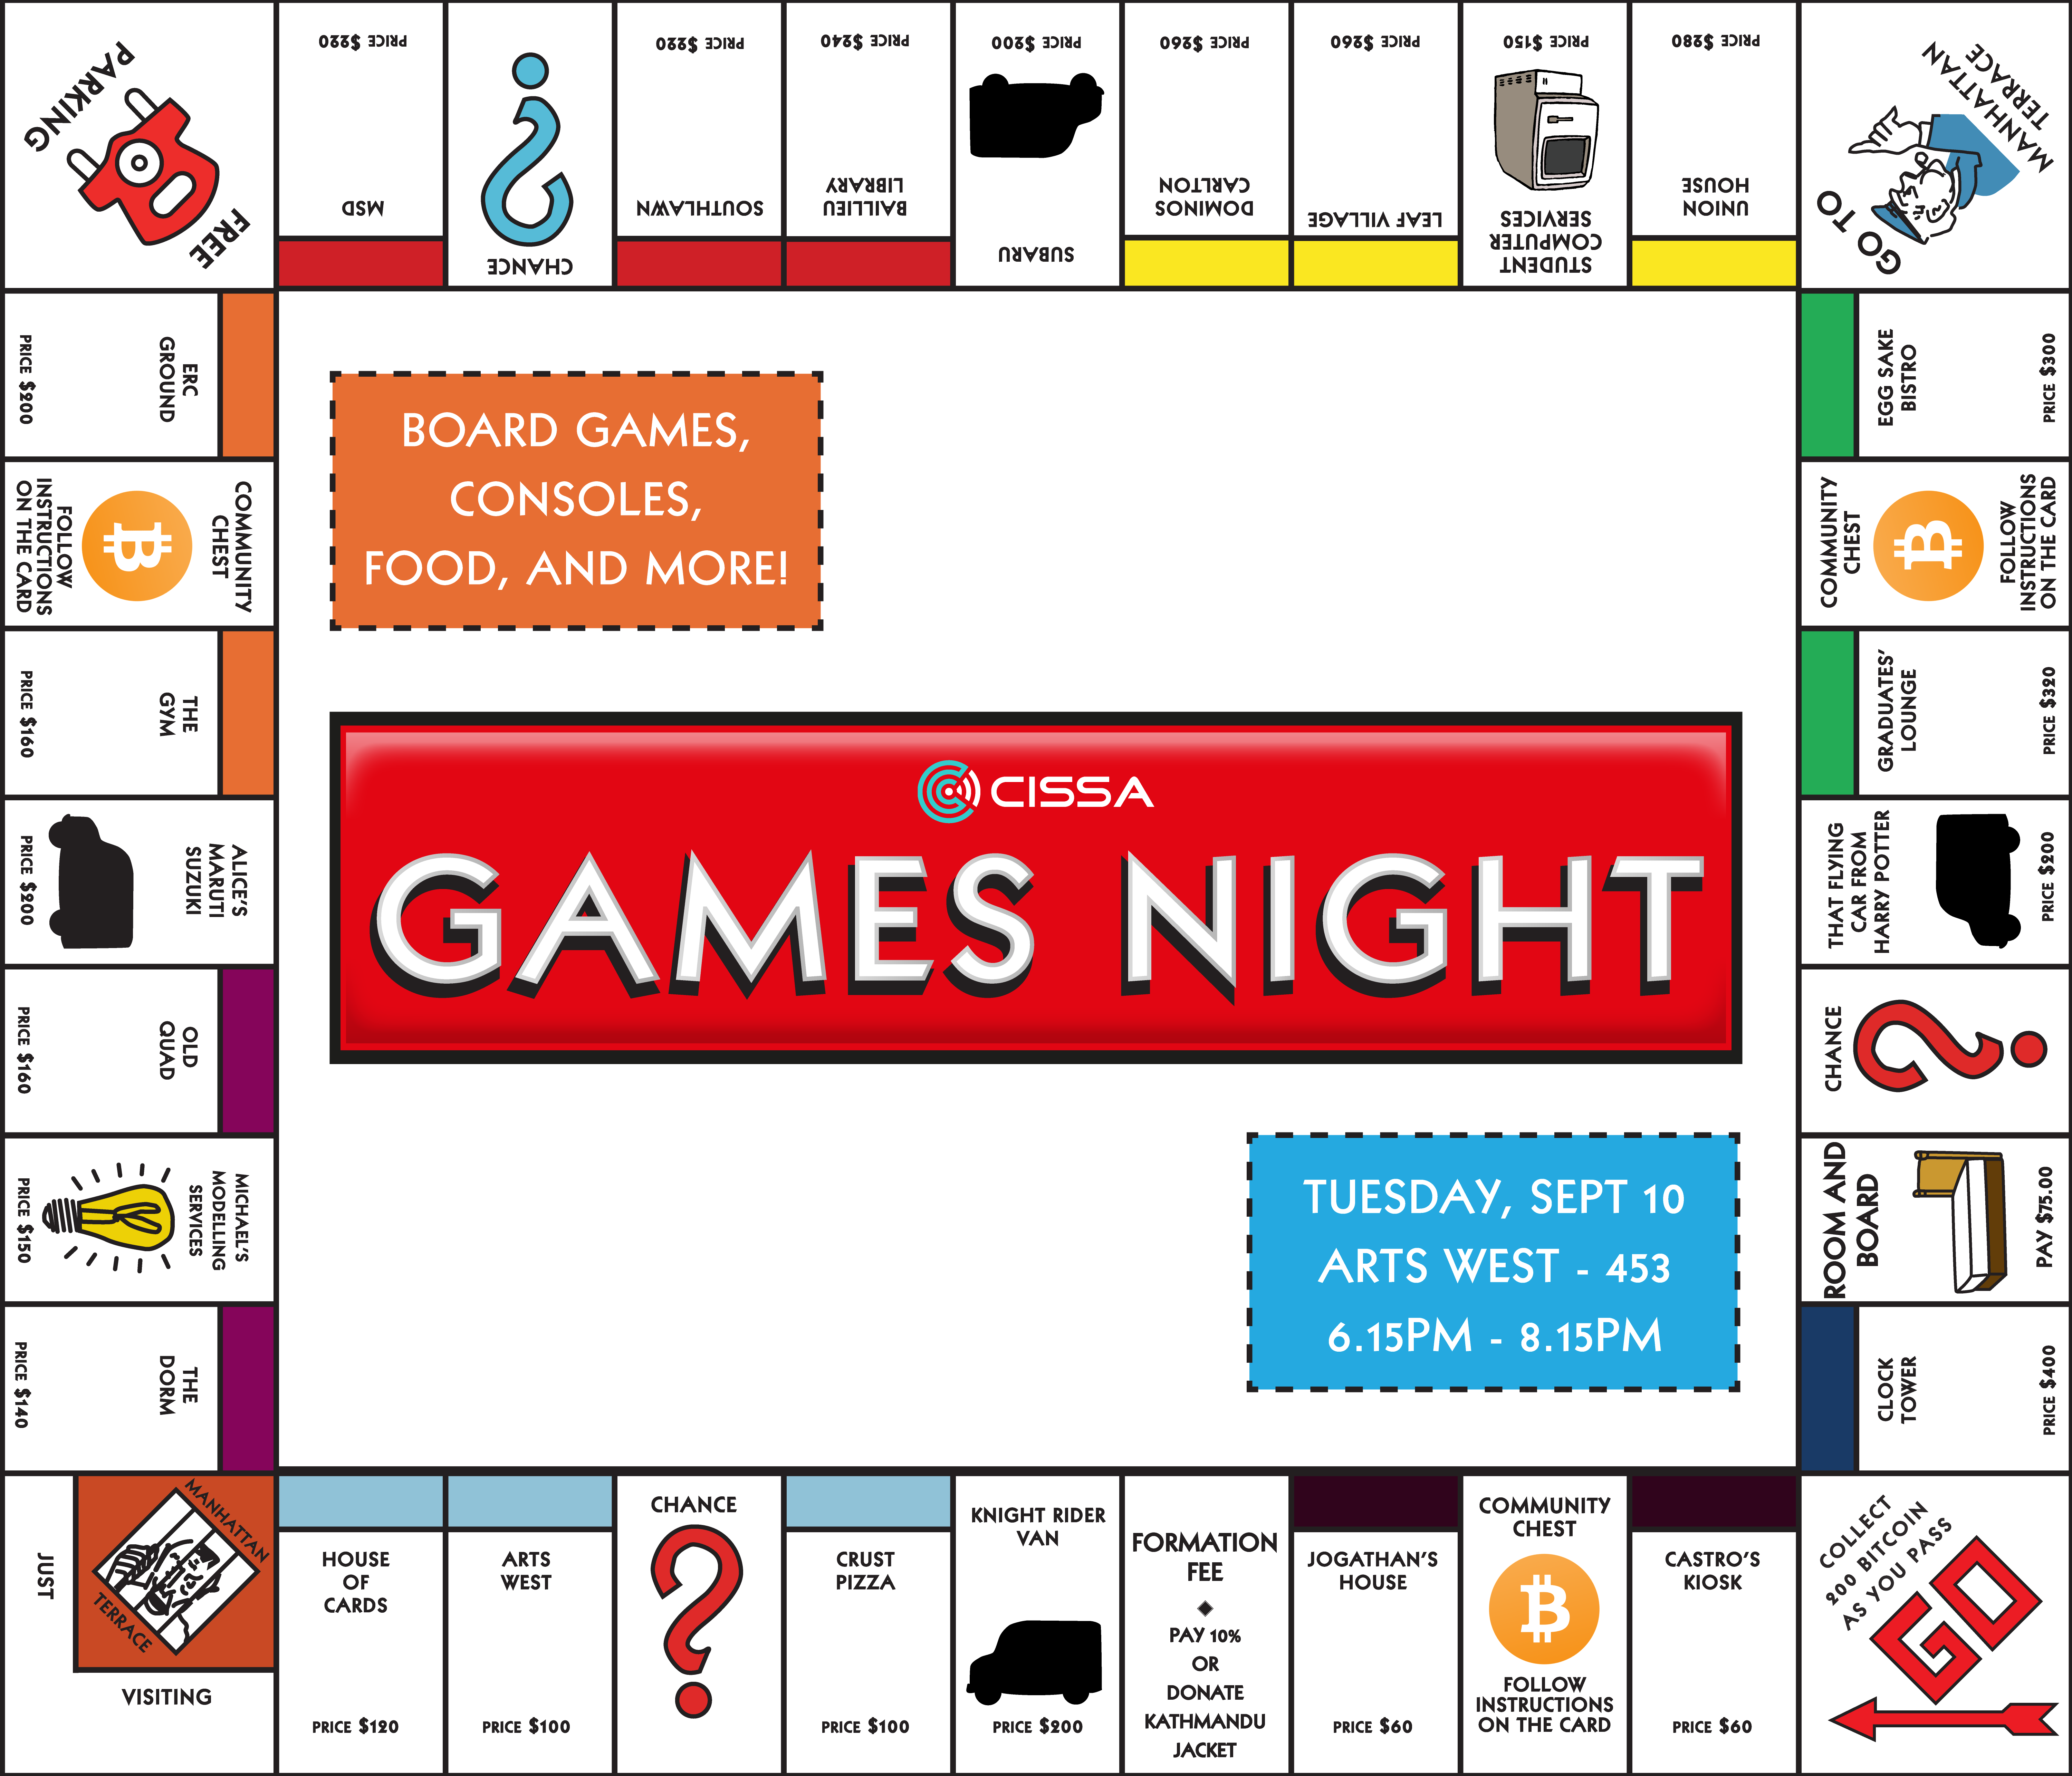 FREE
PARKING
MSD
PRICE $220
CHANCE
SOUTHLAWN
PRICE $220
BAILLIEU
LIBRARY
PRICE $240
SUBARU
PRICE $200
DOMINOS
CARLTON
PRICE $260
LEAF VILLAGE
PRICE $260
STUDENT
COMPUTER
SERVICES
PRICE $150
UNION
HOUSE
PRICE $280
GO TO
MANHATTAN
TERRACE
ERC
GROUND
PRICE $200
COMMUNITY
CHEST
FOLLOW
INSTRUCTIONS
ON THE CARD
THE
GYM
PRICE $160
ALICE'S
MARUTI
SUZUKI
PRICE $200
OLD
QUAD
PRICE $160
MICHAEL'S
MODELLING
SERVICES
PRICE $150
THE
DORM
PRICE $140
BOARD GAMES,
CONSOLES,
FOOD, AND MORE!
CISSA
GAMES NIGHT
TUESDAY, SEPT 10
ARTS WEST - 453
6.15PM - 8.15PM
EGG SAKE
BISTRO
PRICE $300
COMMUNITY
CHEST
FOLLOW
INSTRUCTIONS
ON THE CARD
GRADUATES'
LOUNGE
PRICE $320
THAT FLYING
CAR FROM
HARRY POTTER
PRICE $200
CHANCE
ROOM AND
BOARD
PAY $75.00
CLOCK
TOWER
PRICE $400
JUST
MANHATTAN
TERRACE
VISITING
HOUSE
OF
CARDS
PRICE $120
ARTS
WEST
PRICE $100
CHANCE
CRUST
PIZZA
PRICE $100
KNIGHT RIDER
VAN
PRICE $200
FORMATION
FEE
PAY 10%
OR
DONATE
KATHMANDU
JACKET
JOGATHAN'S
HOUSE
PRICE $60
COMMUNITY
CHEST
FOLLOW
INSTRUCTIONS
ON THE CARD
CASTRO'S
KIOSK
PRICE $60
COLLECT
200 BITCOIN
AS YOU PASS
GO